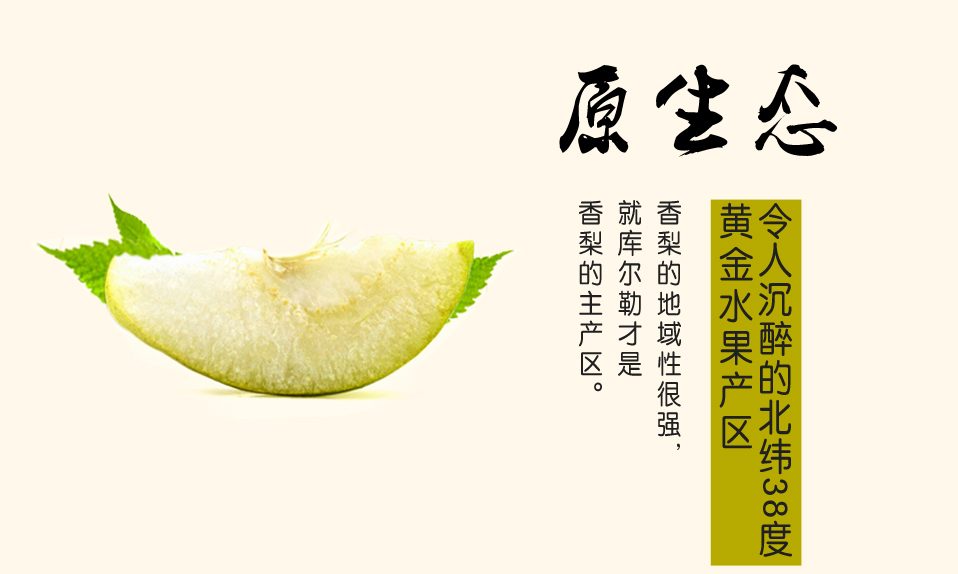 原生态
令人沉醉的北纬38度
黄金水果产区
香梨的地域性很强，
就库尔勒才是
香梨的主产区。